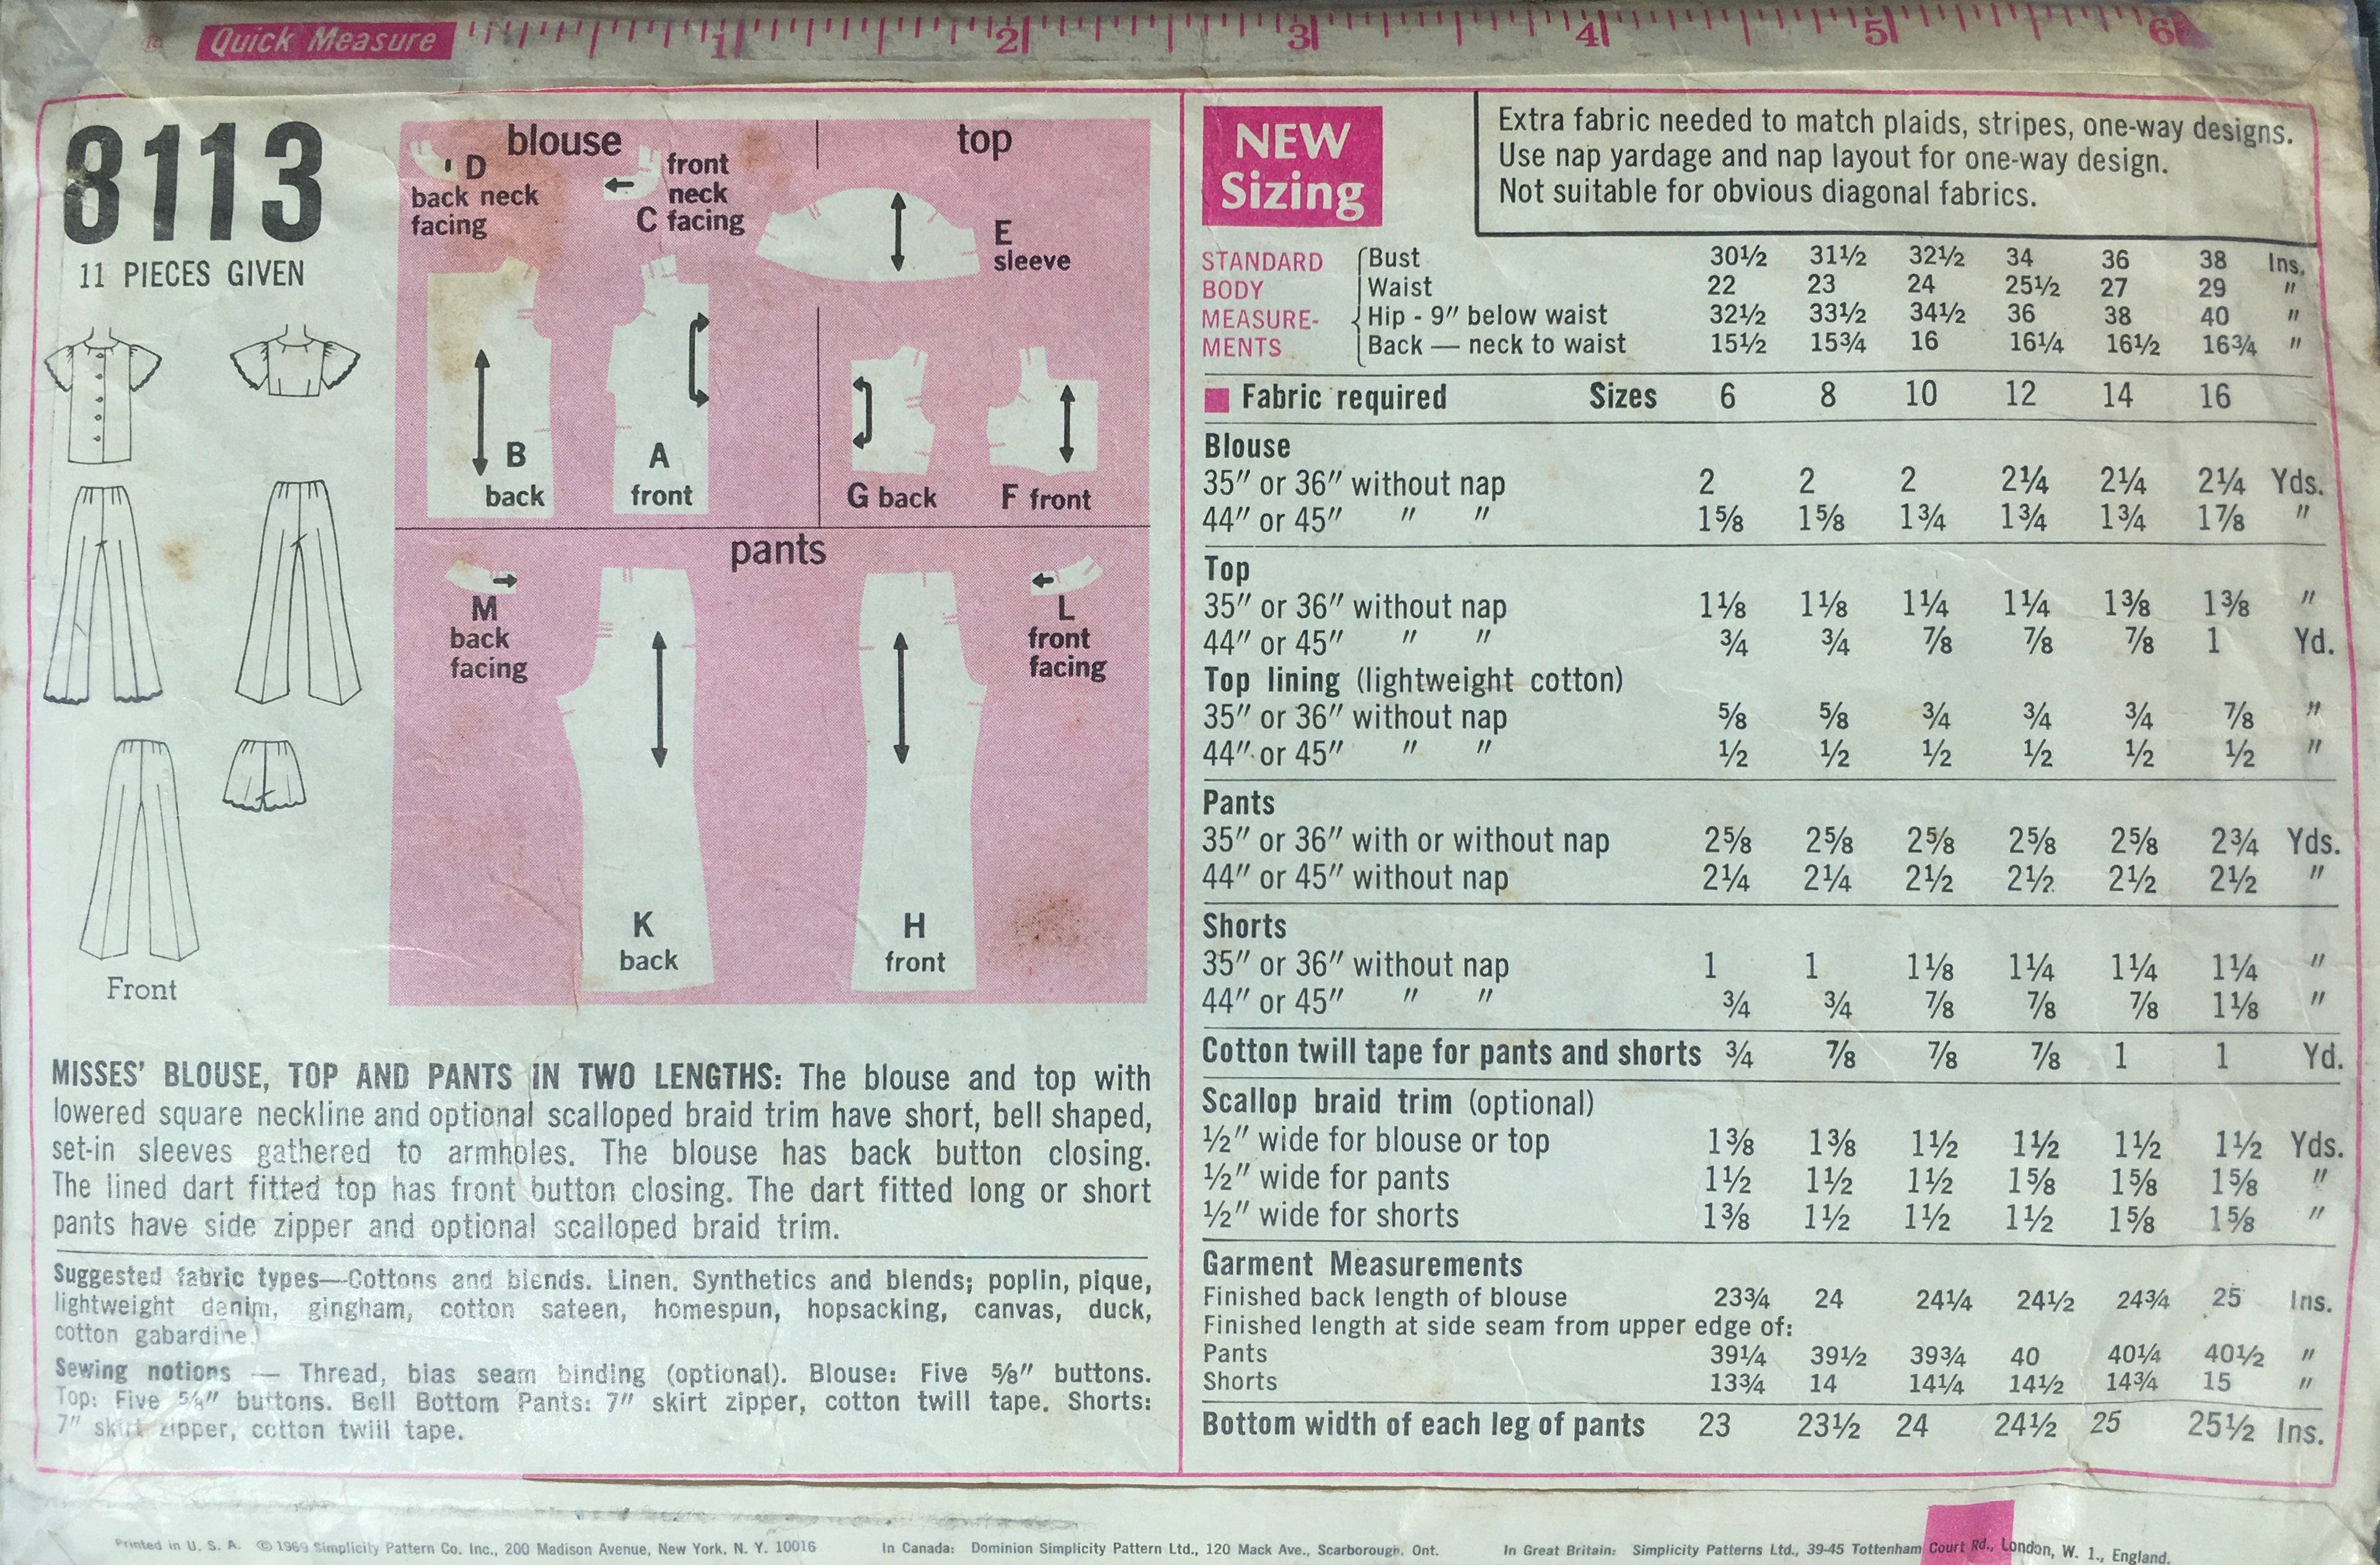 Quick Measure 1 2 3 4 5 6
8113
11 PIECES GIVEN
Front
blouse
D
back neck
facing
front
neck
C facing
B
back
A
front
top
E
sleeve
G back
F front
pants
M
back
facing
L
front
facing
K
back
H
front
MISSES' BLOUSE, TOP AND PANTS IN TWO LENGTHS: The blouse and top with
lowered square neckline and optional scalloped braid trim have short, bell shaped,
set-in sleeves gathered to armholes. The blouse has back button closing.
The lined dart fitted top has front button closing. The dart fitted long or short
pants have side zipper and optional scalloped braid trim.
Suggested fabric types—Cottons and blends. Linen. Synthetics and blends; poplin, pique,
lightweight denim, gingham, cotton sateen, homespun, hopsacking, canvas, duck,
cotton gabardine.
Sewing notions — Thread, bias seam binding (optional). Blouse: Five 5/8" buttons.
Top: Five 5/8" buttons. Bell Bottom Pants: 7" skirt zipper, cotton twill tape. Shorts:
7" skirt zipper, cotton twill tape.
NEW
Sizing
Extra fabric needed to match plaids, stripes, one-way designs.
Use nap yardage and nap layout for one-way design.
Not suitable for obvious diagonal fabrics.
STANDARD Bust 30½ 31½ 32½ 34 36 38 Ins.
BODY Waist 22 23 24 25½ 27 29 "
MEASURE- Hip - 9" below waist 32½ 33½ 34½ 36 38 40 "
MENTS Back — neck to waist 15½ 15¾ 16 16¼ 16½ 16¾ "
Fabric required Sizes 6 8 10 12 14 16
Blouse
35" or 36" without nap 2 2 2 2¼ 2¼ 2¼ Yds.
44" or 45" " " 1⅝ 1⅝ 1¾ 1¾ 1¾ 1⅞ "
Top
35" or 36" without nap 1⅛ 1⅛ 1¼ 1¼ 1⅜ 1⅜ "
44" or 45" " " ¾ ¾ ⅞ ⅞ ⅞ 1 Yd.
Top lining (lightweight cotton)
35" or 36" without nap ⅝ ⅝ ¾ ¾ ¾ ⅞ "
44" or 45" " " ½ ½ ½ ½ ½ ½ "
Pants
35" or 36" with or without nap 2⅝ 2⅝ 2⅝ 2⅝ 2⅝ 2¾ Yds.
44" or 45" without nap 2¼ 2¼ 2½ 2½ 2½ 2½ "
Shorts
35" or 36" without nap 1 1 1⅛ 1¼ 1¼ 1¼ "
44" or 45" " " ¾ ¾ ⅞ ⅞ ⅞ 1⅛ "
Cotton twill tape for pants and shorts ¾ ⅞ ⅞ ⅞ 1 1 Yd.
Scallop braid trim (optional)
½" wide for blouse or top 1⅜ 1⅜ 1½ 1½ 1½ 1½ Yds.
½" wide for pants 1½ 1½ 1½ 1⅝ 1⅝ 1⅝ "
½" wide for shorts 1⅜ 1½ 1½ 1½ 1⅝ 1⅝ "
Garment Measurements
Finished back length of blouse 23¾ 24 24¼ 24½ 24¾ 25 Ins.
Finished length at side seam from upper edge of:
Pants 39¼ 39½ 39¾ 40 40¼ 40½ "
Shorts 13¾ 14 14¼ 14½ 14¾ 15 "
Bottom width of each leg of pants 23 23½ 24 24½ 25 25½ Ins.
Printed in U. S. A. © 1969 Simplicity Pattern Co. Inc., 200 Madison Avenue, New York, N. Y. 10016 In Canada: Dominion Simplicity Pattern Ltd., 120 Mack Ave., Scarborough, Ont. In Great Britain: Simplicity Patterns Ltd., 39-45 Tottenham Court Rd., London, W. 1., England.